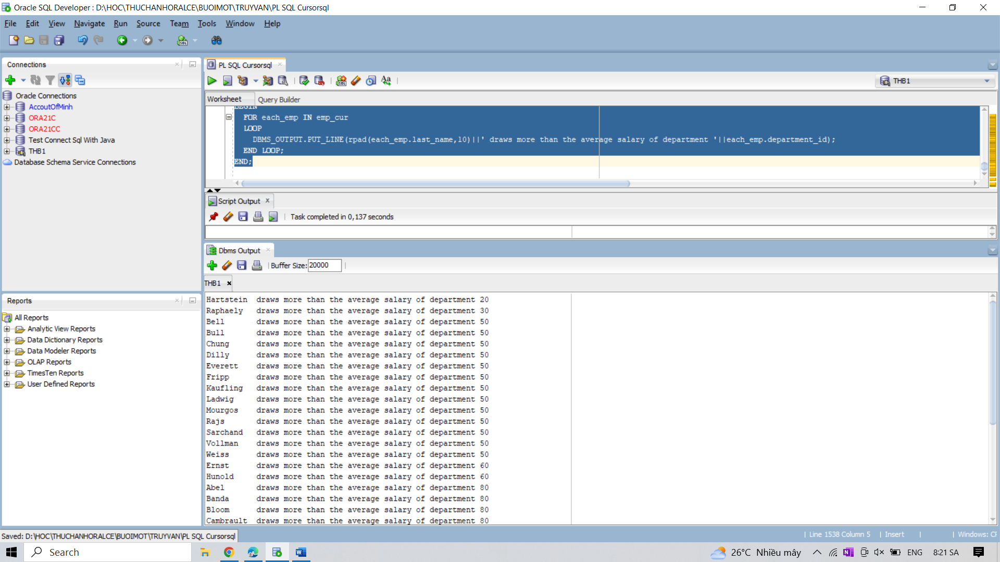 Oracle SQL Developer : D:\HOC\THUCHANHORALCE\BUOIMOT\TRUYVAN\PL SQL Cursorsql
File Edit View Navigate Run Source Team Tools Window Help
Connections
Oracle Connections
AccoutOfMinh
ORA21C
ORA21CC
Test Connect Sql With Java
THB1
Database Schema Service Connections
Reports
All Reports
Analytic View Reports
Data Dictionary Reports
Data Modeler Reports
OLAP Reports
TimesTen Reports
User Defined Reports
PL SQL Cursorsql
THB1
Worksheet Query Builder
BEGIN
FOR each_emp IN emp_cur
LOOP
DBMS_OUTPUT.PUT_LINE(rpad(each_emp.last_name,10)||' draws more than the average salary of department '||each_emp.department_id);
END LOOP;
END;
Script Output
Task completed in 0,137 seconds
Dbms Output
Buffer Size: 20000
THB1
Hartstein draws more than the average salary of department 20
Raphaely draws more than the average salary of department 30
Bell draws more than the average salary of department 50
Bull draws more than the average salary of department 50
Chung draws more than the average salary of department 50
Dilly draws more than the average salary of department 50
Everett draws more than the average salary of department 50
Fripp draws more than the average salary of department 50
Kaufling draws more than the average salary of department 50
Ladwig draws more than the average salary of department 50
Mourgos draws more than the average salary of department 50
Rajs draws more than the average salary of department 50
Sarchand draws more than the average salary of department 50
Vollman draws more than the average salary of department 50
Weiss draws more than the average salary of department 50
Ernst draws more than the average salary of department 60
Hunold draws more than the average salary of department 60
Abel draws more than the average salary of department 80
Banda draws more than the average salary of department 80
Bloom draws more than the average salary of department 80
Cambrault draws more than the average salary of department 80
Saved: D:\HOC\THUCHANHORALCE\BUOIMOT\TRUYVAN\PL SQL Cursorsql
Line 1538 Column 5 Insert Windows: CF
Search 26°C Nhiều mây ENG 8:21 SA